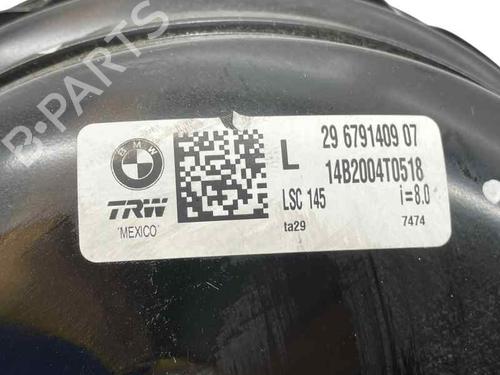 B-PARTS
BMW
L
29 6791409 07
14B2004T0518
TRW
LSC 145
i=8.0
"MEXICO"
ta29
7474